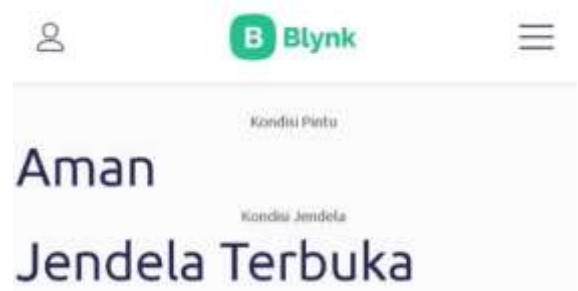 B Blynk
Kondisi Pintu
Aman
Kondisi Jendela
Jendela Terbuka